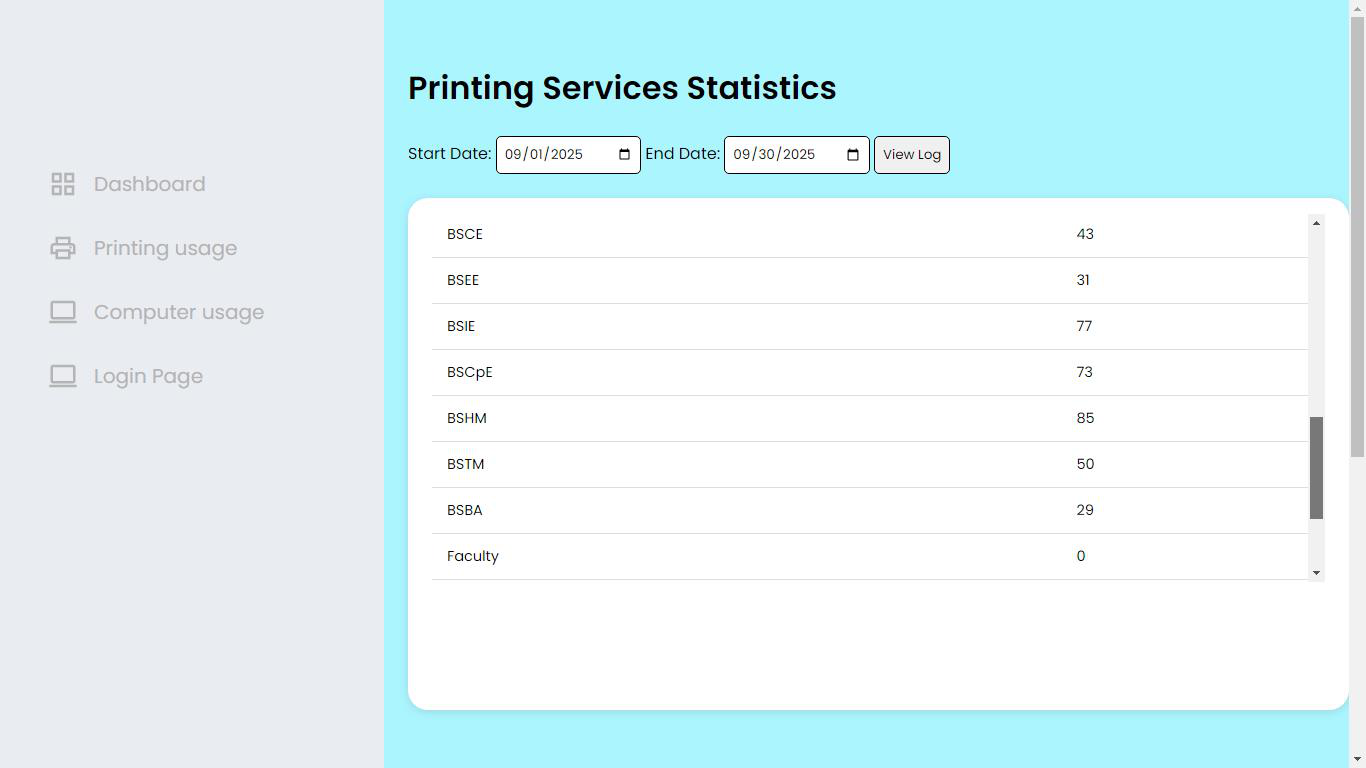 Dashboard
Printing usage
Computer usage
Login Page
Printing Services Statistics
Start Date: 09/01/2025 End Date: 09/30/2025 View Log
BSCE 43
BSEE 31
BSIE 77
BSCpE 73
BSHM 85
BSTM 50
BSBA 29
Faculty 0